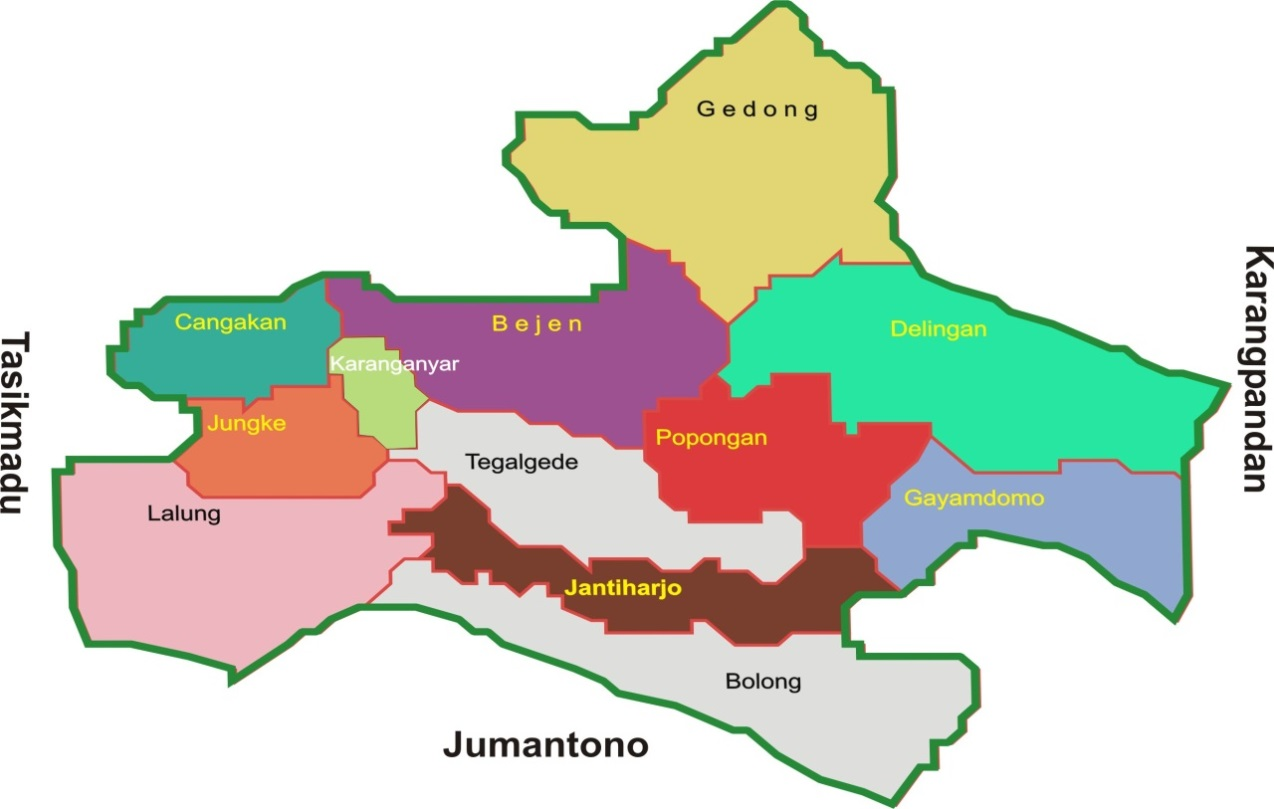 Gedong
Cangakan
Bejen
Delingan
Karanganyar
Jungke
Popongan
Tegalgede
Gayamdomo
Lalung
Jantiharjo
Bolong
Tasikmadu
Karangpandan
Jumantono